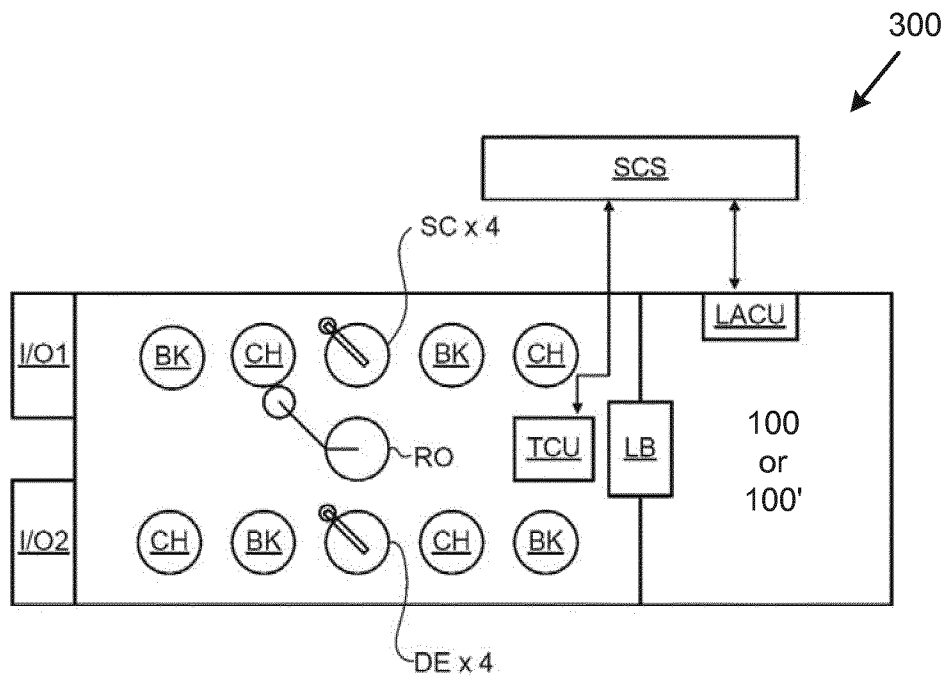 300
SCS
SC x 4
I/O1
BK
CH
BK
CH
LACU
RO
TCU
LB
100
or
100'
I/O2
CH
BK
CH
BK
DE x 4